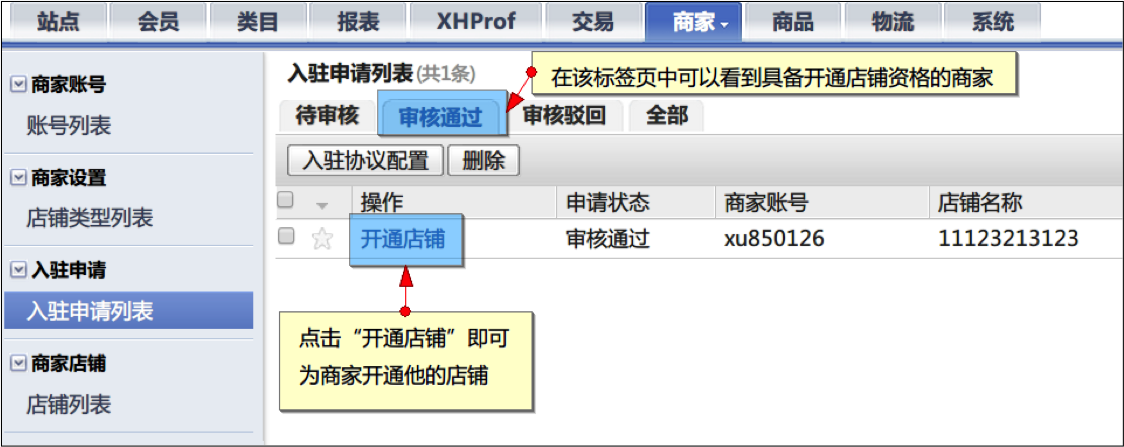 站点 会员 类目 报表 XHProf 交易 商家 商品 物流 系统
商家账号
账号列表
商家设置
店铺类型列表
入驻申请
入驻申请列表
商家店铺
店铺列表
入驻申请列表(共1条)
在该标签页中可以看到具备开通店铺资格的商家
待审核 审核通过 审核驳回 全部
入驻协议配置 删除
操作 申请状态 商家账号 店铺名称
开通店铺 审核通过 xu850126 11123213123
点击“开通店铺”即可
为商家开通他的店铺